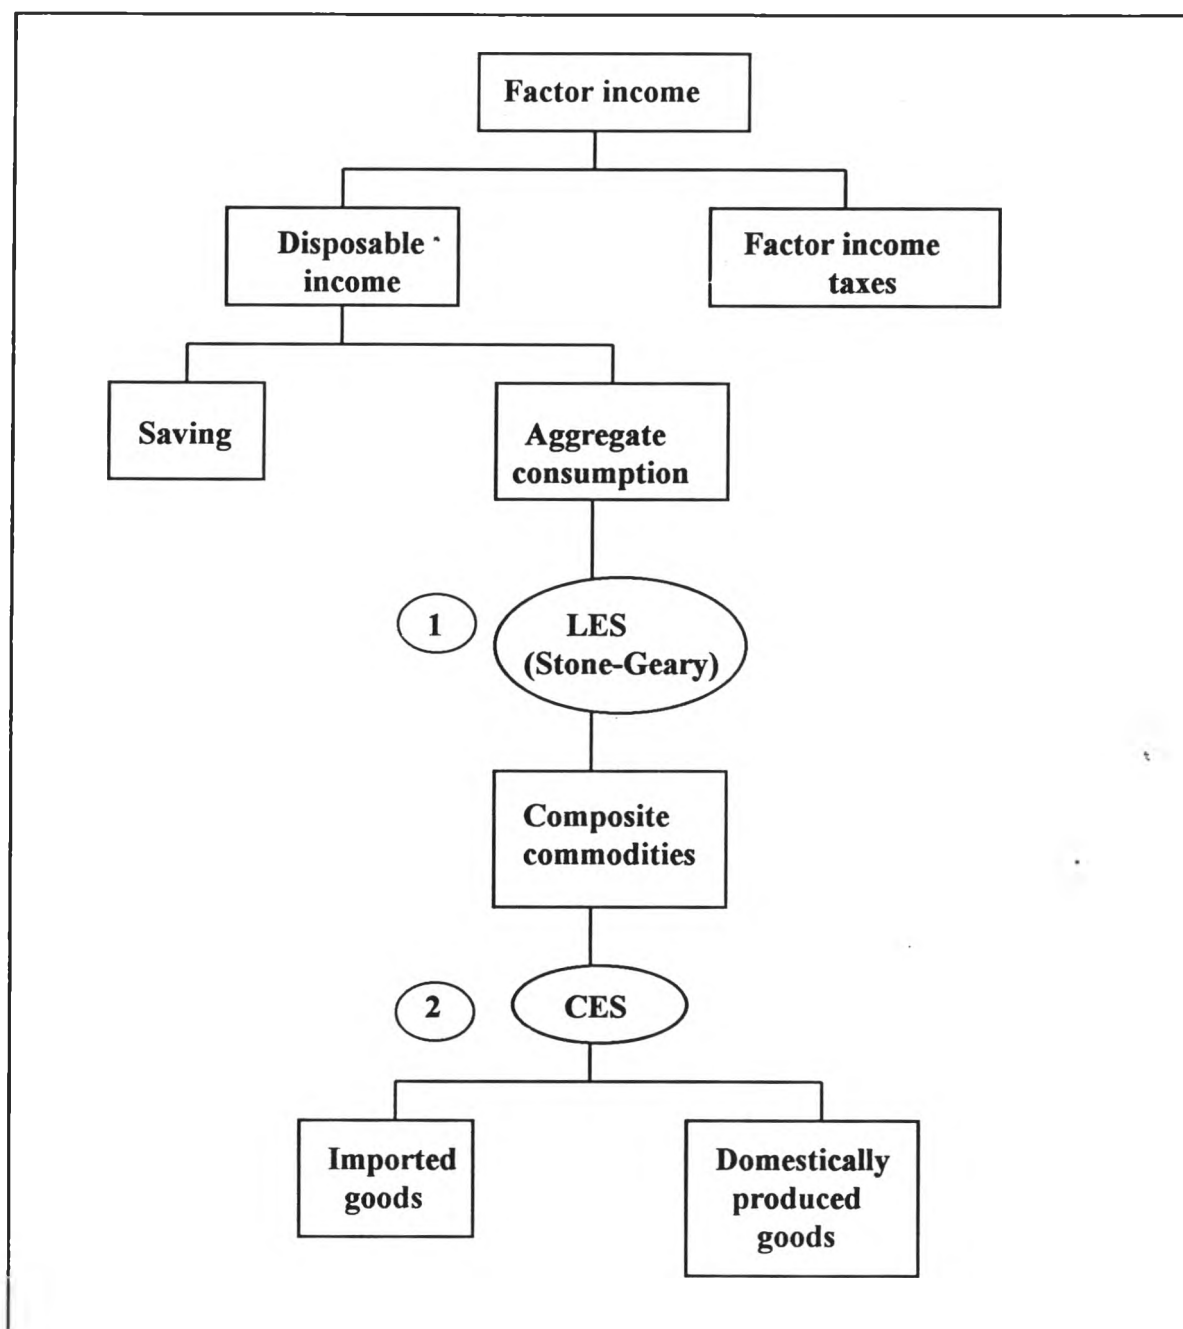 Factor income
Disposable
income
Factor income
taxes
Saving
Aggregate
consumption
1
LES
(Stone-Geary)
Composite
commodities
2
CES
Imported
goods
Domestically
produced
goods